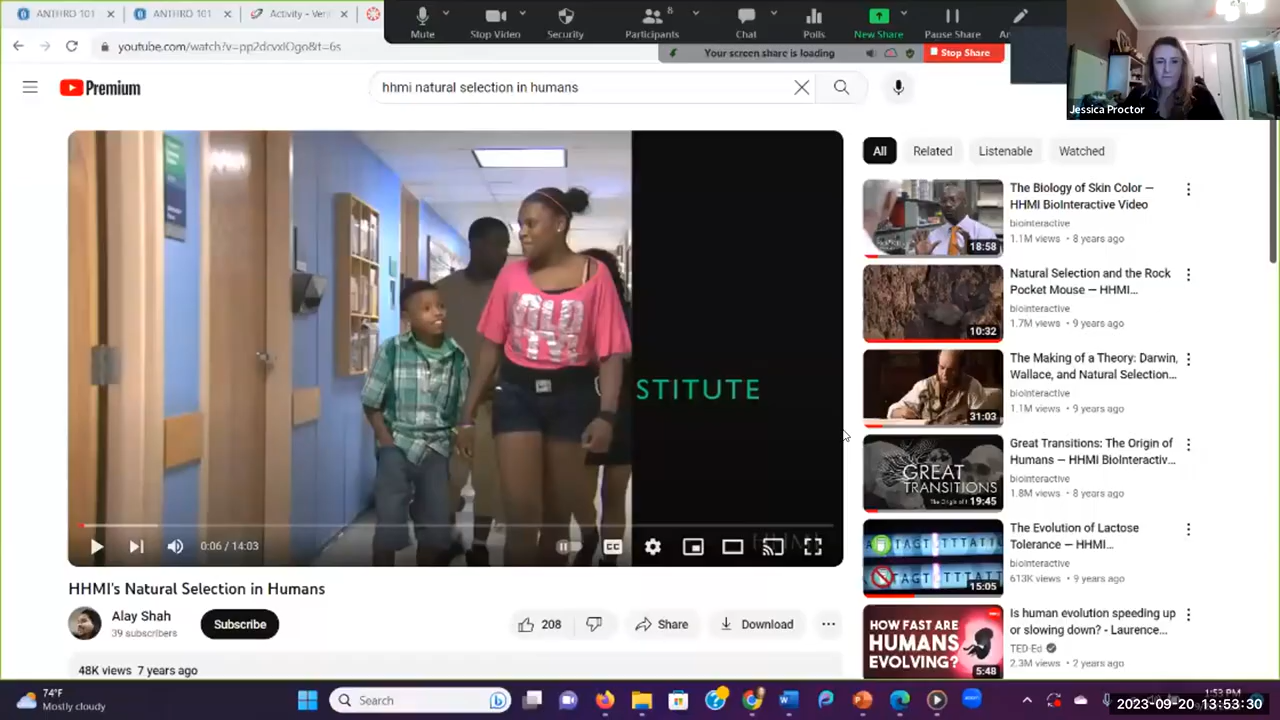 ANTHRO 101
ANTHRO 101
Activity - Ver
Mute
Stop Video
Security
Participants
8
Chat
Polls
New Share
Pause Share
Your screen share is loading
Stop Share
Jessica Proctor
Premium
hhmi natural selection in humans
All
Related
Listenable
Watched
STITUTE
0:06 / 14:03
HHMI's Natural Selection in Humans
Alay Shah
39 subscribers
Subscribe
208
Share
Download
48K views 7 years ago
The Biology of Skin Color —
HHMI BioInteractive Video
biointeractive
1.1M views • 8 years ago
18:58
Natural Selection and the Rock
Pocket Mouse — HHMI...
biointeractive
1.7M views • 9 years ago
10:32
The Making of a Theory: Darwin,
Wallace, and Natural Selection...
biointeractive
1.1M views • 9 years ago
31:03
GREAT
TRANSITIONS
19:45
Great Transitions: The Origin of
Humans — HHMI BioInteractiv...
biointeractive
1.8M views • 8 years ago
The Evolution of Lactose
Tolerance — HHMI...
biointeractive
613K views • 9 years ago
15:05
HOW FAST ARE
HUMANS
EVOLVING?
5:48
Is human evolution speeding up
or slowing down? - Laurence...
TED-Ed
2.3M views • 2 years ago
74°F
Mostly cloudy
Search
1:53 PM
2023-09-20 13:53:30